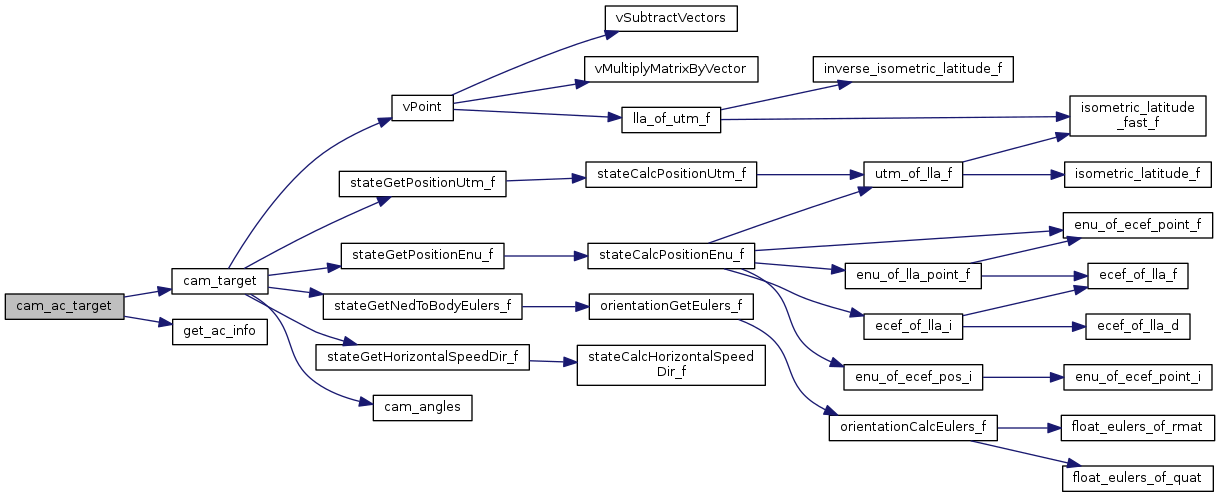 vSubtractVectors
vMultiplyMatrixByVector
inverse_isometric_latitude_f
vPoint
lla_of_utm_f
isometric_latitude
_fast_f
stateGetPositionUtm_f
stateCalcPositionUtm_f
utm_of_lla_f
isometric_latitude_f
enu_of_ecef_point_f
stateGetPositionEnu_f
stateCalcPositionEnu_f
enu_of_lla_point_f
ecef_of_lla_f
cam_target
cam_ac_target
stateGetNedToBodyEulers_f
orientationGetEulers_f
get_ac_info
ecef_of_lla_i
ecef_of_lla_d
stateGetHorizontalSpeedDir_f
stateCalcHorizontalSpeed
Dir_f
enu_of_ecef_pos_i
enu_of_ecef_point_i
cam_angles
orientationCalcEulers_f
float_eulers_of_rmat
float_eulers_of_quat